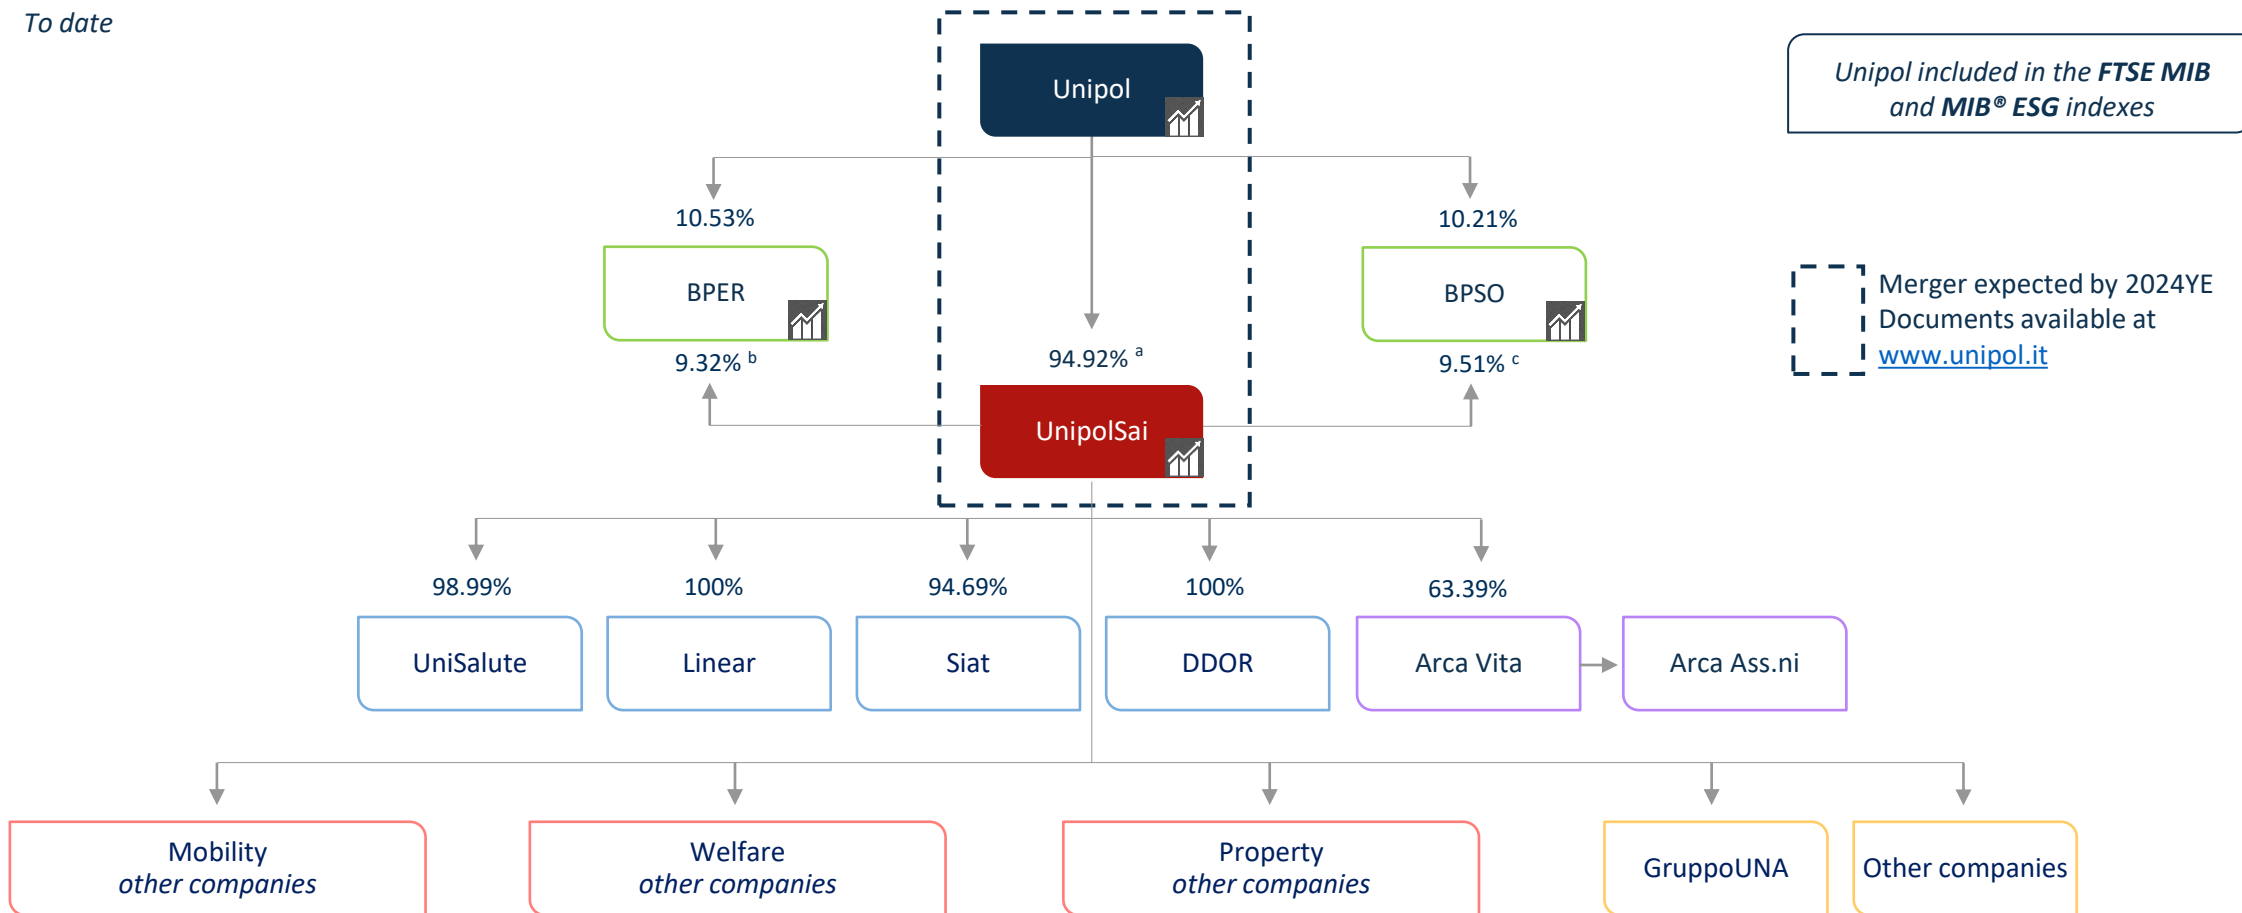 To date
Unipol
Unipol included in the FTSE MIB
and MIB® ESG indexes
10.53%
10.21%
BPER
BPSO
Merger expected by 2024YE
Documents available at
www.unipol.it
9.32% b
94.92% a
9.51% c
UnipolSai
98.99%
100%
94.69%
100%
63.39%
UniSalute
Linear
Siat
DDOR
Arca Vita
Arca Ass.ni
Mobility
other companies
Welfare
other companies
Property
other companies
GruppoUNA
Other companies